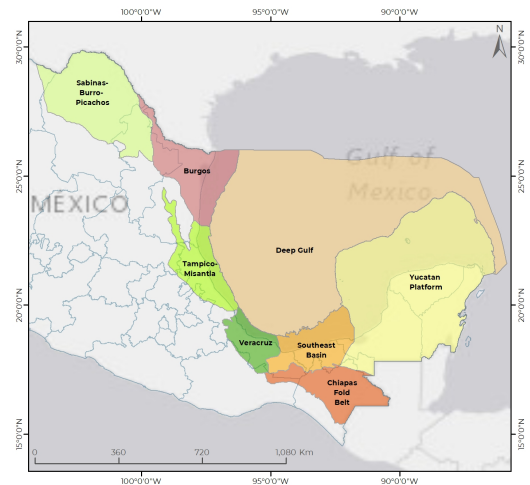 100°0'0"W 95°0'0"W 90°0'0"W
30°0'0"N
30°0'0"N
N
Sabinas-
Burro-
Picachos
Burgos
Gulf of
Mexico
25°0'0"N
25°0'0"N
MÉXICO
Deep Gulf
Tampico-
Misantla
Yucatan
Platform
20°0'0"N
20°0'0"N
Veracruz
Southeast
Basin
Chiapas
Fold
Belt
15°0'0"N
15°0'0"N
0 360 720 1,080 Km
100°0'0"W 95°0'0"W 90°0'0"W